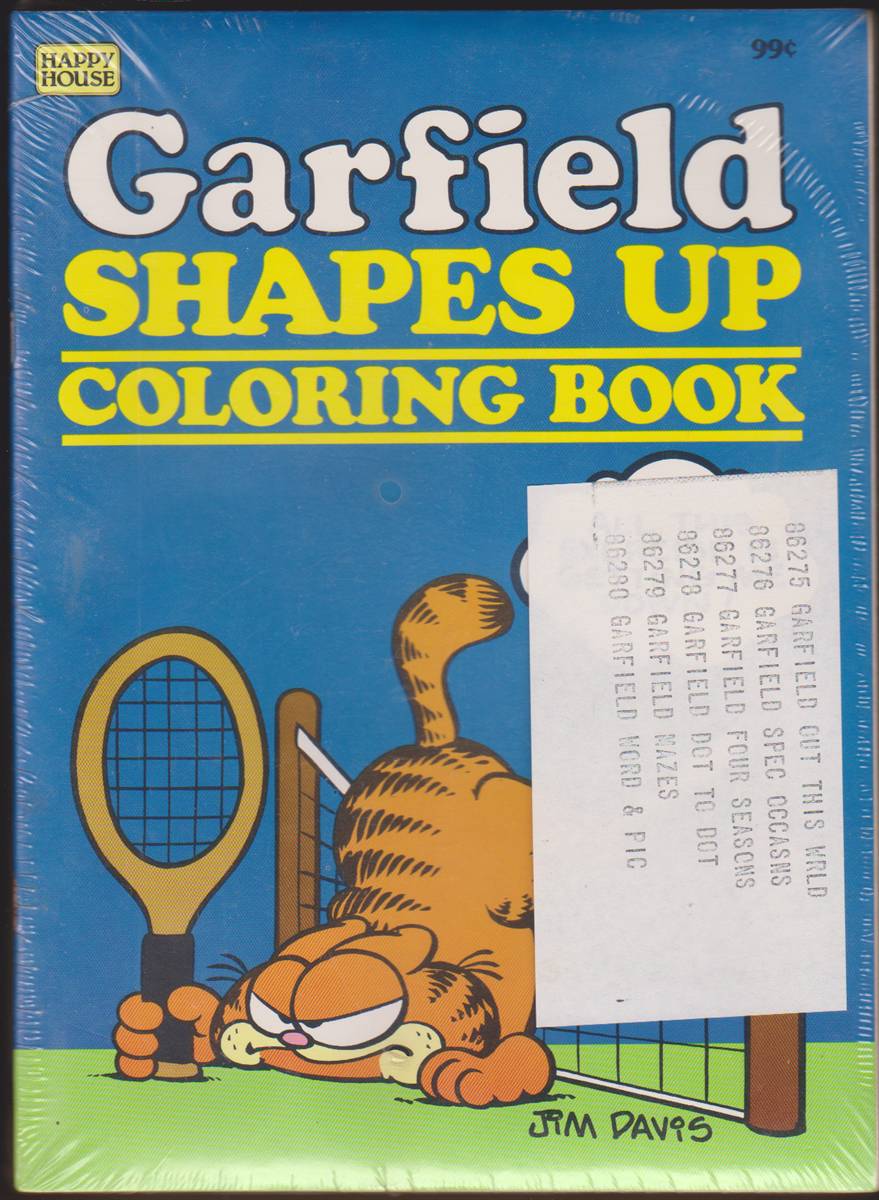 HAPPY
HOUSE
99¢
Garfield
SHAPES UP
COLORING BOOK
86275 GARFIELD OUT THIS WRLD
86276 GARFIELD SPEC OCCASNS
86277 GARFIELD FOUR SEASONS
86278 GARFIELD DOT TO DOT
86279 GARFIELD MAZES
86280 GARFIELD WORD & PIC
JIM DAVIS